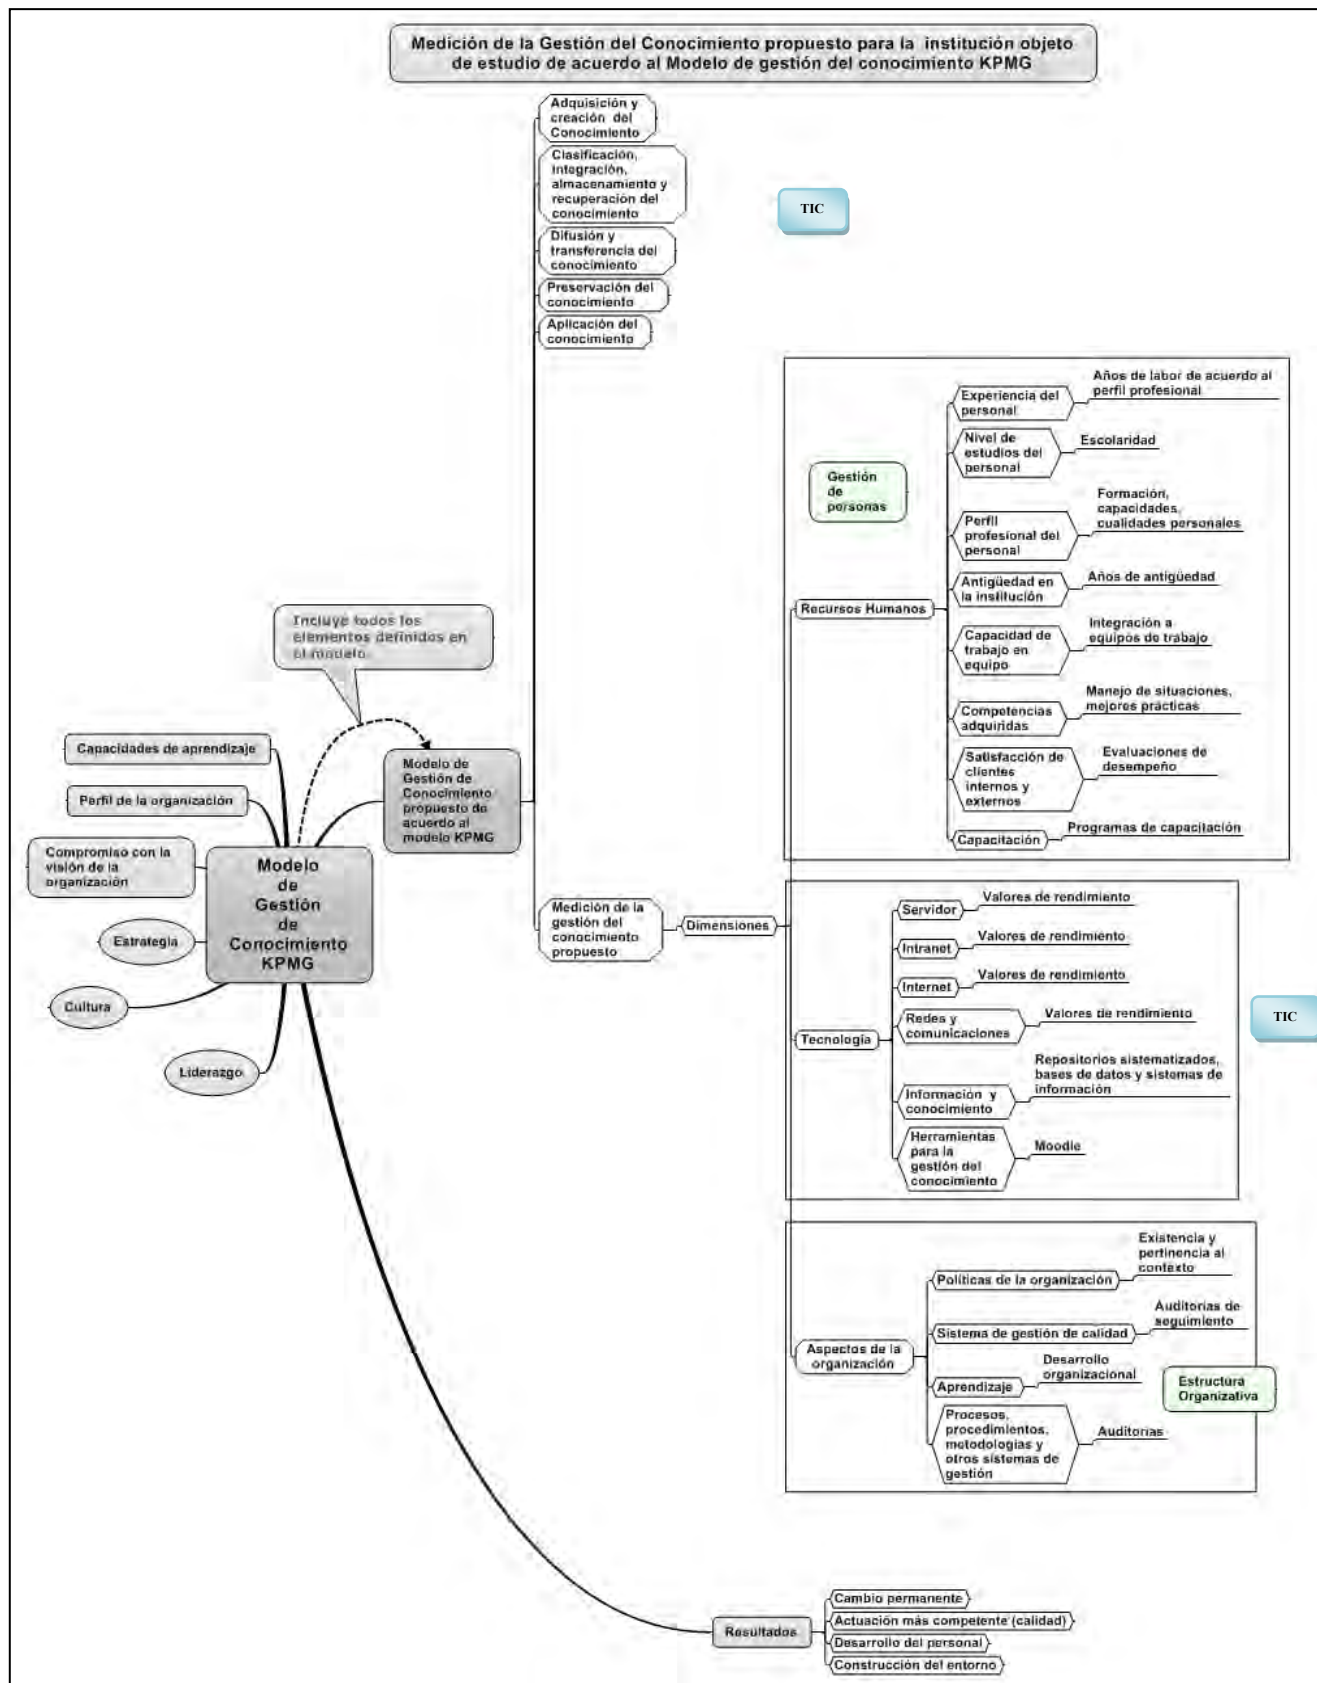 Medición de la Gestión del Conocimiento propuesto para la institución objeto
de estudio de acuerdo al Modelo de gestión del conocimiento KPMG
Adquisición y
creación del
Conocimiento
Clasificación,
integración,
almacenamiento y
recuperación del
conocimiento
TIC
Difusión y
transferencia del
conocimiento
Preservación del
conocimiento
Aplicación del
conocimiento
Incluye todos los
elementos definidos en
el modelo
Capacidades de aprendizaje
Perfil de la organización
Compromiso con la
visión de la
organización
Estrategia
Cultura
Liderazgo
Modelo
de
Gestión
de
Conocimiento
KPMG
Modelo de
Gestión de
Conocimiento
propuesto de
acuerdo al
modelo KPMG
Medición de la
gestión del
conocimiento
propuesto
Dimensiones
Gestión
de
personas
Recursos Humanos
Experiencia del
personal
Años de labor de acuerdo al
perfil profesional
Nivel de
estudios del
personal
Escolaridad
Perfil
profesional del
personal
Formación,
capacidades,
cualidades personales
Antigüedad en
la institución
Años de antigüedad
Capacidad de
trabajo en
equipo
Integración a
equipos de trabajo
Competencias
adquiridas
Manejo de situaciones,
mejores prácticas
Satisfacción de
clientes
internos y
externos
Evaluaciones de
desempeño
Capacitación
Programas de capacitación
Tecnología
Servidor
Valores de rendimiento
Intranet
Valores de rendimiento
Internet
Valores de rendimiento
Redes y
comunicaciones
Valores de rendimiento
TIC
Información y
conocimiento
Repositorios sistematizados,
bases de datos y sistemas de
información
Herramientas
para la
gestión del
conocimiento
Moodle
Aspectos de la
organización
Políticas de la organización
Existencia y
pertinencia al
contexto
Sistema de gestión de calidad
Auditorías de
seguimiento
Aprendizaje
Desarrollo
organizacional
Estructura
Organizativa
Procesos,
procedimientos,
metodologías y
otros sistemas de
gestión
Auditorías
Resultados
Cambio permanente
Actuación más competente (calidad)
Desarrollo del personal
Construcción del entorno